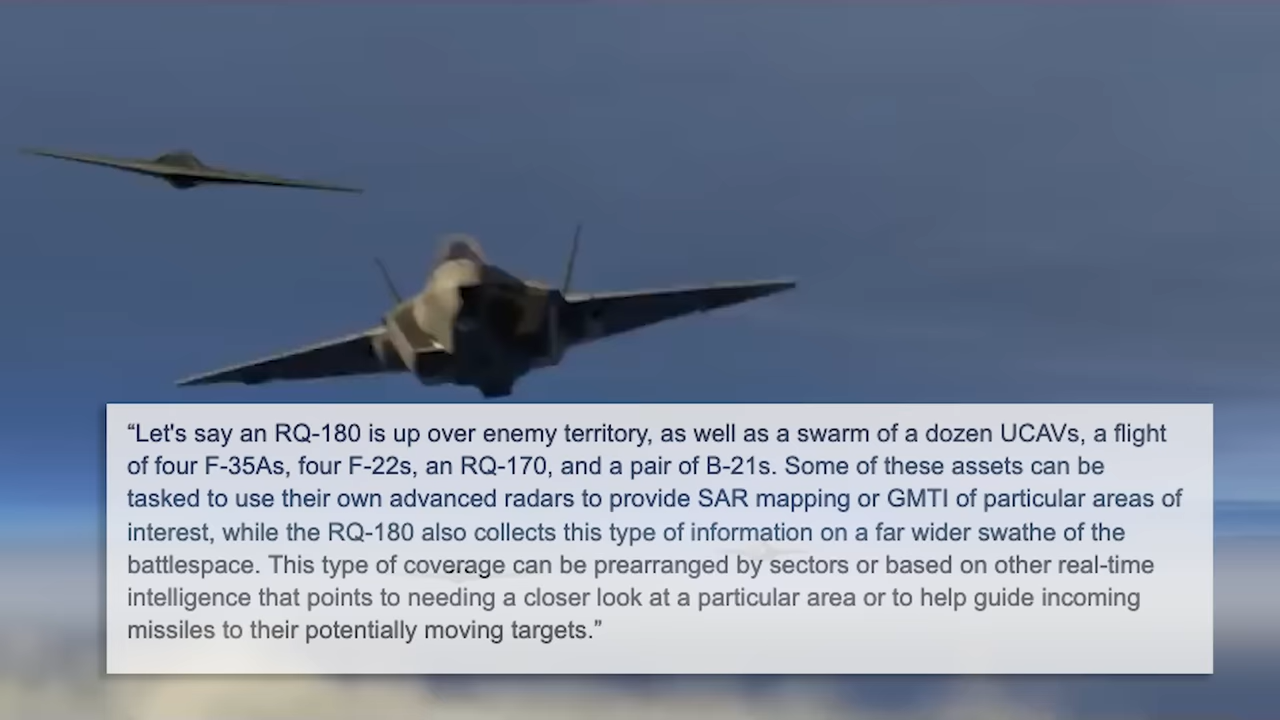 “Let's say an RQ-180 is up over enemy territory, as well as a swarm of a dozen UCAVs, a flight
of four F-35As, four F-22s, an RQ-170, and a pair of B-21s. Some of these assets can be
tasked to use their own advanced radars to provide SAR mapping or GMTI of particular areas of
interest, while the RQ-180 also collects this type of information on a far wider swathe of the
battlespace. This type of coverage can be prearranged by sectors or based on other real-time
intelligence that points to needing a closer look at a particular area or to help guide incoming
missiles to their potentially moving targets.”